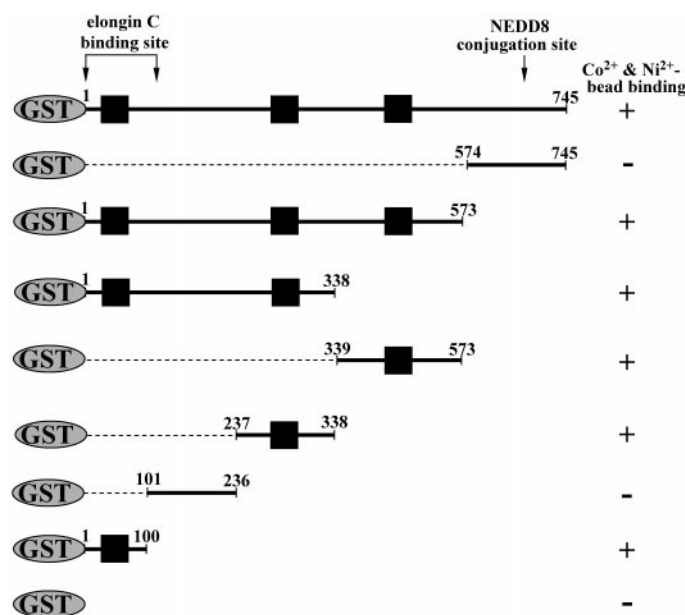 elongin C
binding site
NEDD8
conjugation site
Co²⁺ & Ni²⁺-
bead binding
GST 1 745 +
GST 574 745 -
GST 1 573 +
GST 1 338 +
GST 339 573 +
GST 237 338 +
GST 101 236 -
GST 1 100 +
GST -